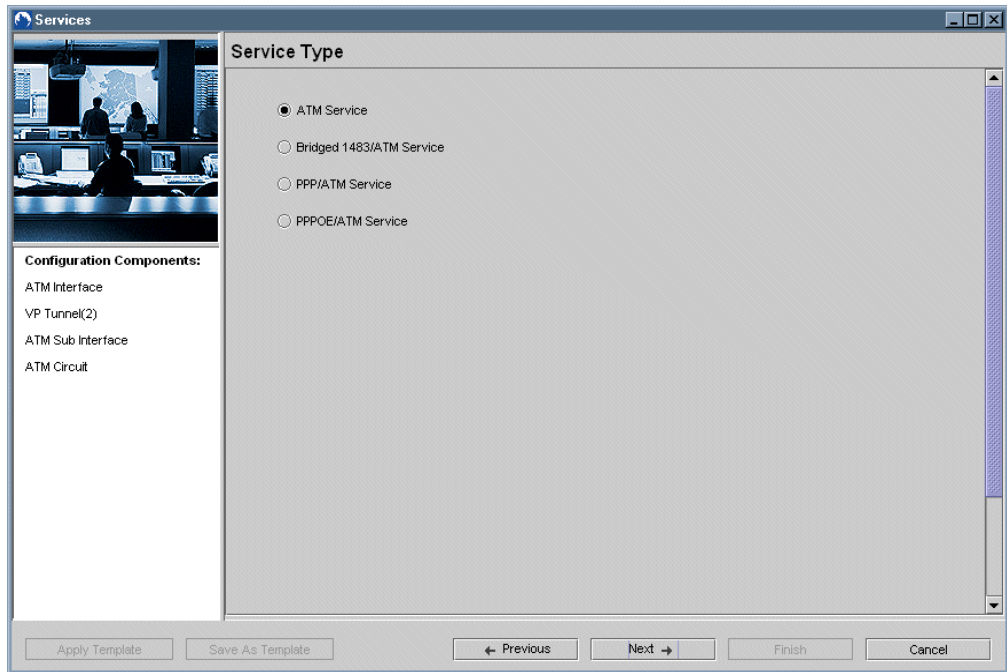 Services
Service Type
ATM Service
Bridged 1483/ATM Service
PPP/ATM Service
PPPOE/ATM Service
Configuration Components:
ATM Interface
VP Tunnel(2)
ATM Sub Interface
ATM Circuit
Apply Template
Save As Template
← Previous
Next →
Finish
Cancel